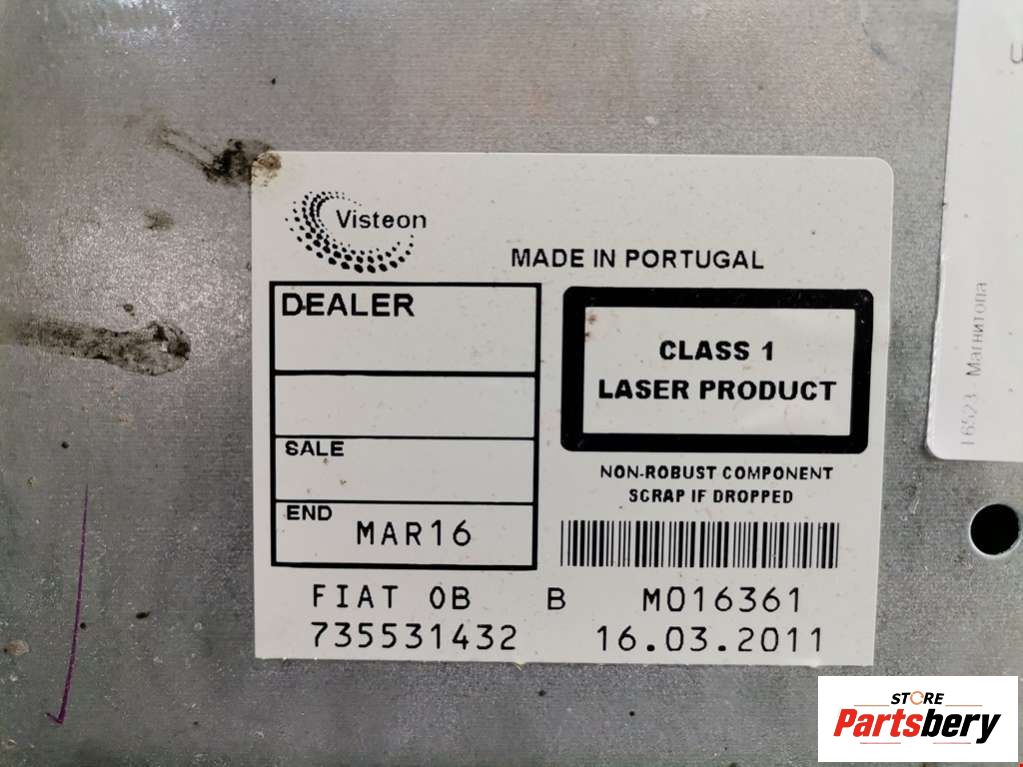 Visteon
MADE IN PORTUGAL
DEALER
CLASS 1
LASER PRODUCT
SALE
NON-ROBUST COMPONENT
SCRAP IF DROPPED
END
MAR16
FIAT 0B B M016361
735531432 16.03.2011
16523 Магнитола
STORE
Partsbery